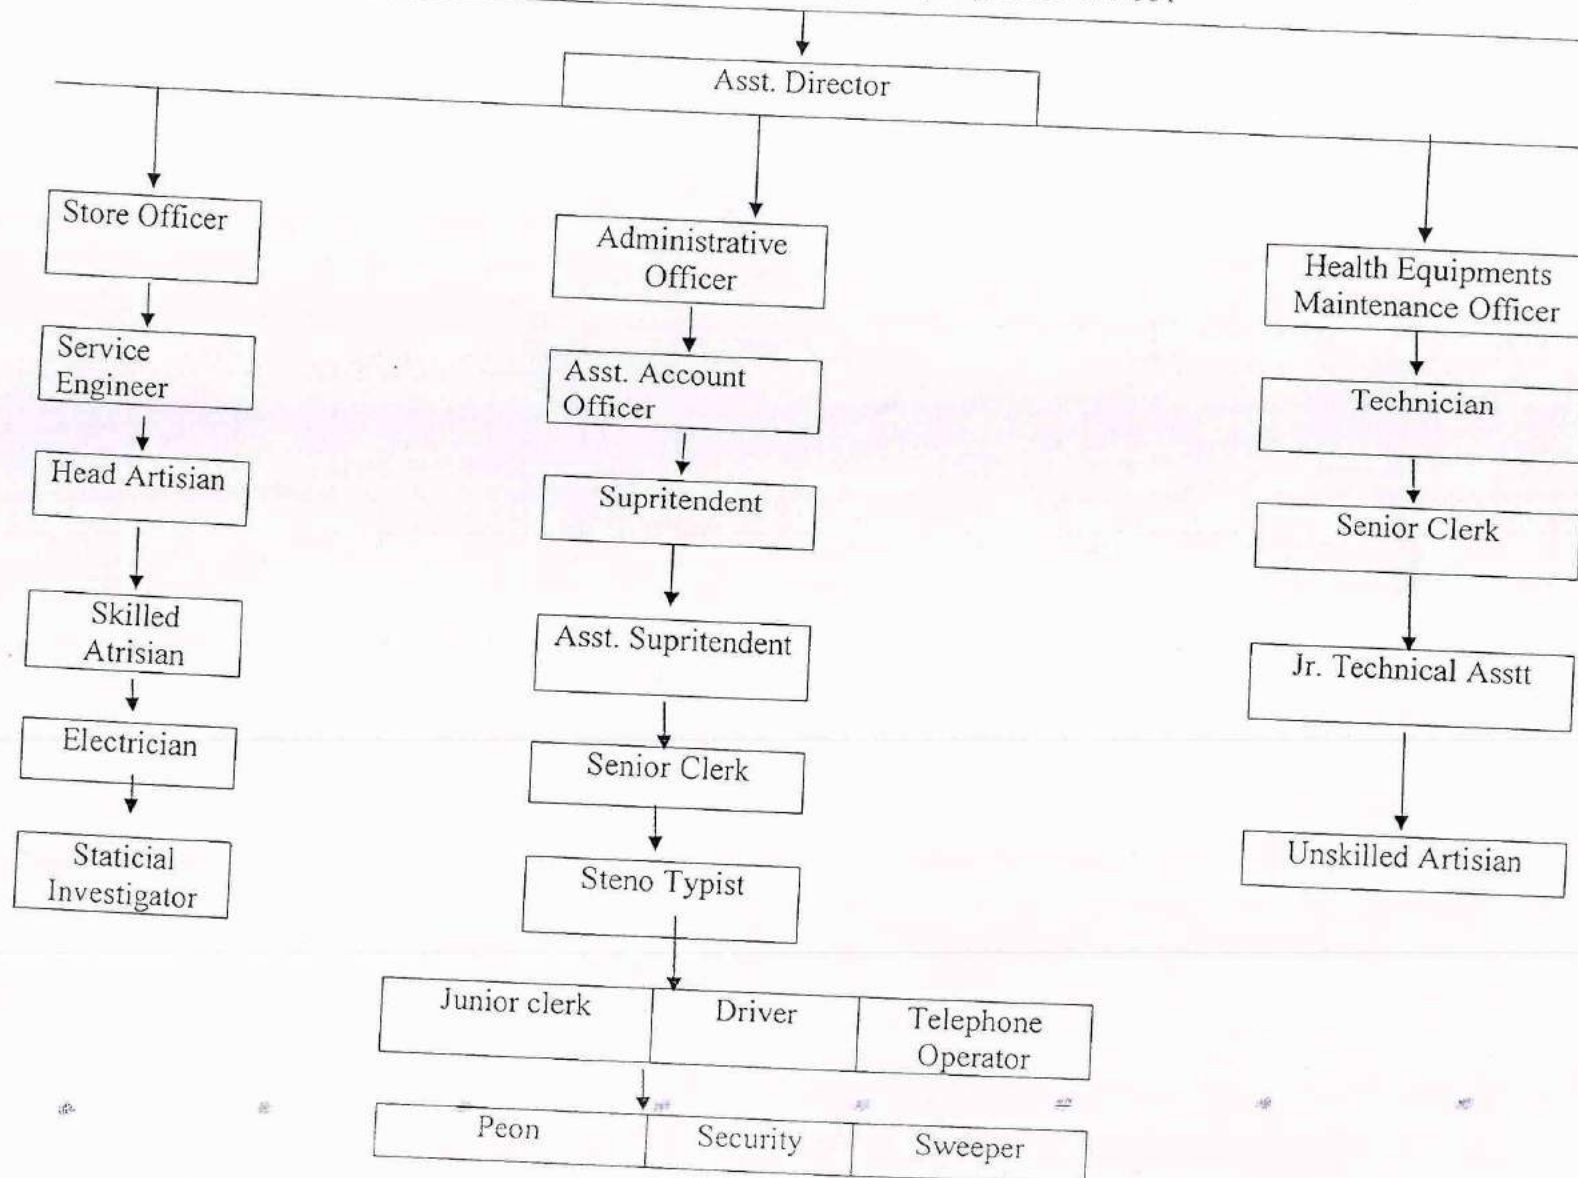 Asst. Director
Store Officer
Service
Engineer
Head Artisian
Skilled
Atrisian
Electrician
Staticial
Investigator
Administrative
Officer
Asst. Account
Officer
Supritendent
Asst. Supritendent
Senior Clerk
Steno Typist
Junior clerk
Driver
Telephone
Operator
Peon
Security
Sweeper
Health Equipments
Maintenance Officer
Technician
Senior Clerk
Jr. Technical Asstt
Unskilled Artisian